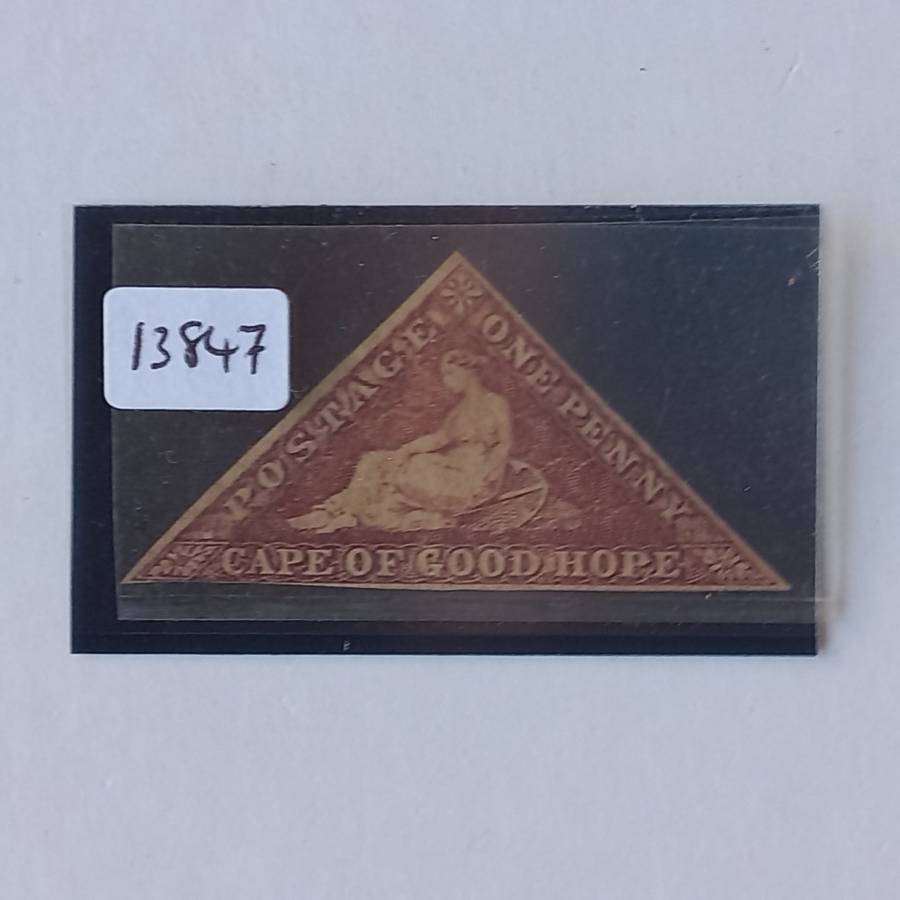 13847
POSTAGE
ONE PENNY
CAPE OF GOOD HOPE